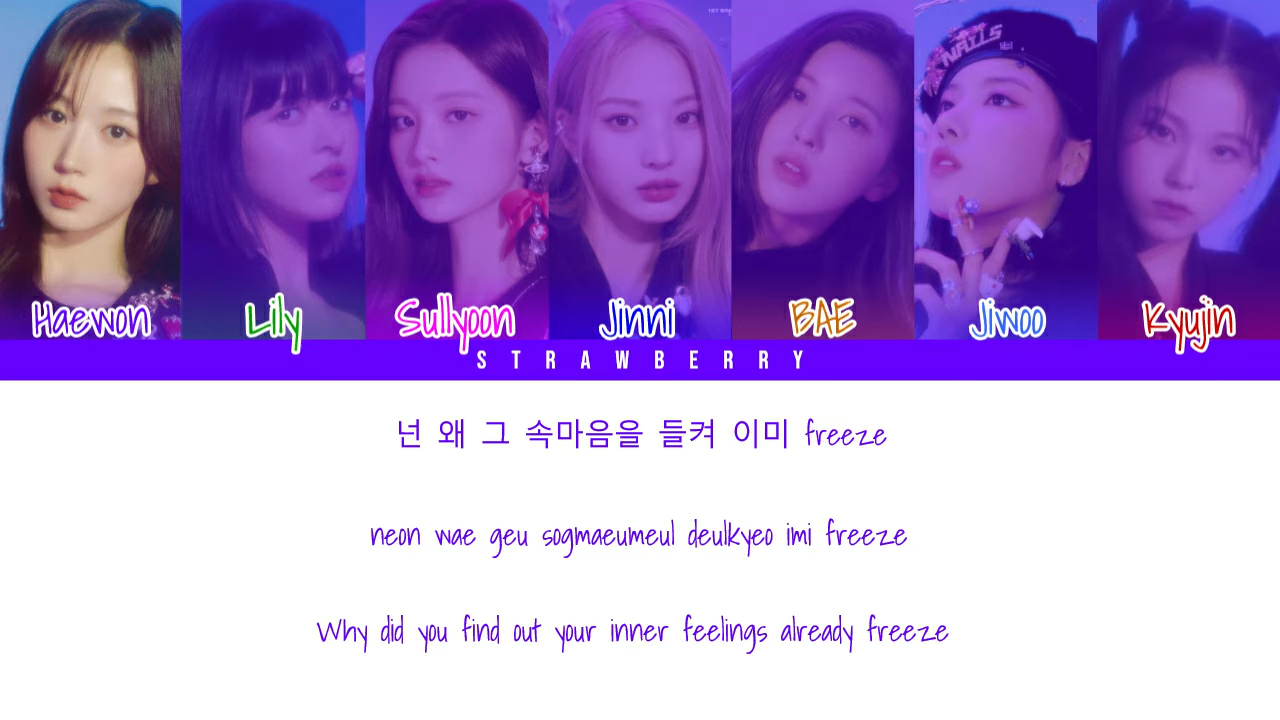 NAILS
Haewon Lily Sullyoon Jinni BAE Jiwoo Kyujin
STRAWBERRY
넌 왜 그 속마음을 들켜 이미 freeze
neon wae geu sogmaeumeul deulkyeo imi freeze
Why did you find out your inner feelings already freeze